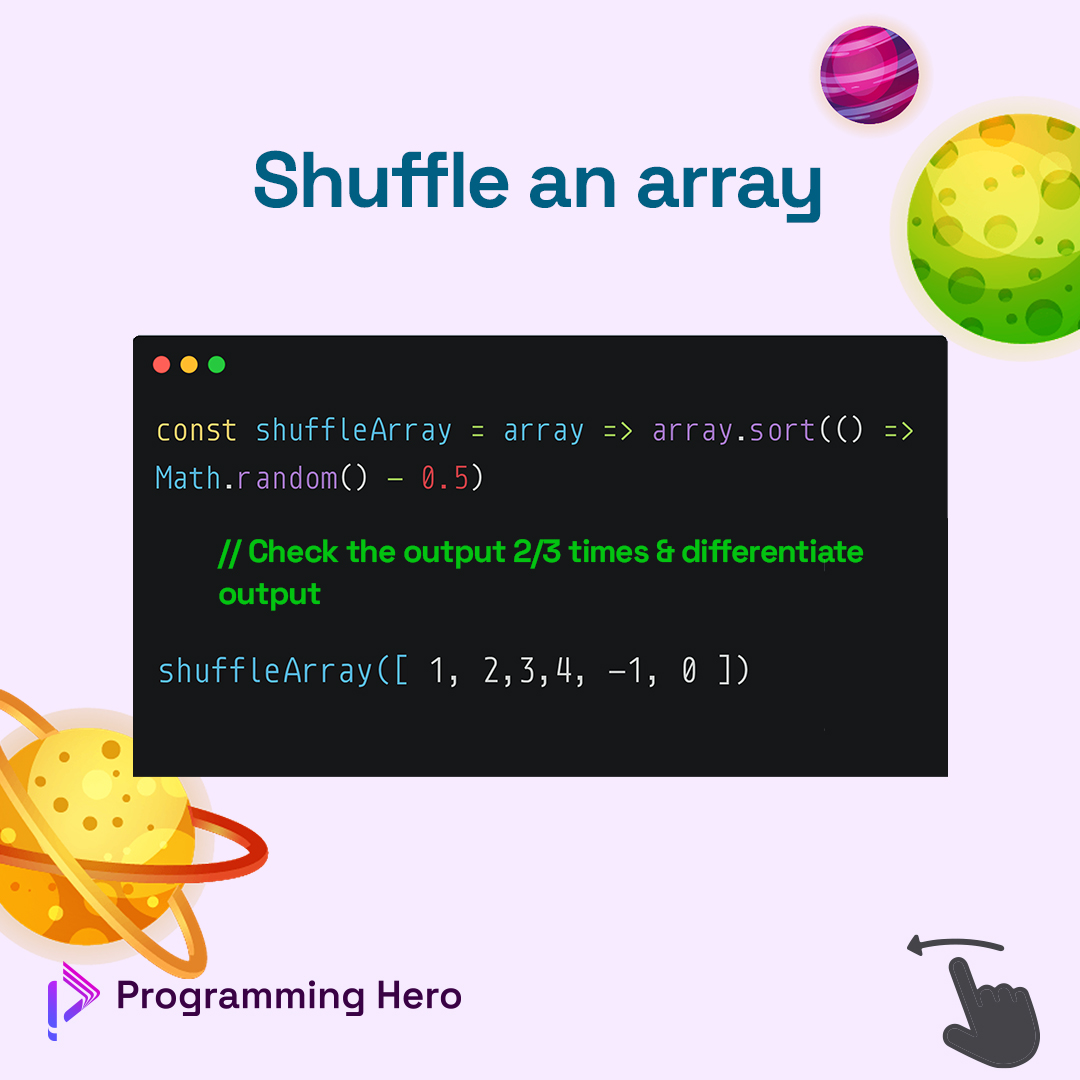 Shuffle an array
const shuffleArray = array => array.sort(() =>
Math.random() - 0.5)
// Check the output 2/3 times & differentiate
output
shuffleArray([ 1, 2,3,4, -1, 0 ])
Programming Hero